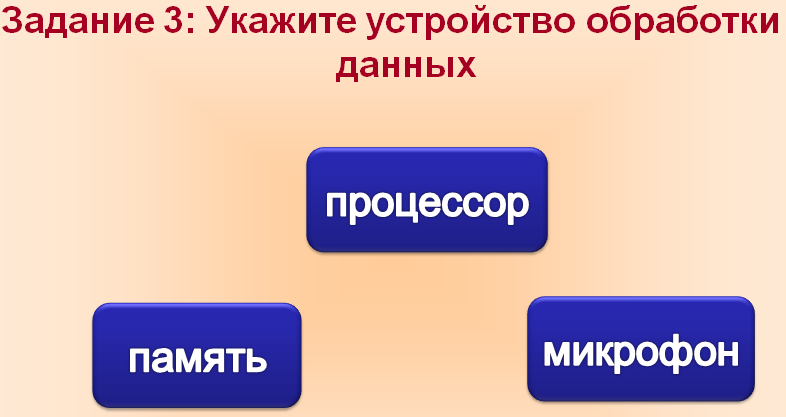 Задание 3: Укажите устройство обработки
данных
процессор
память
микрофон